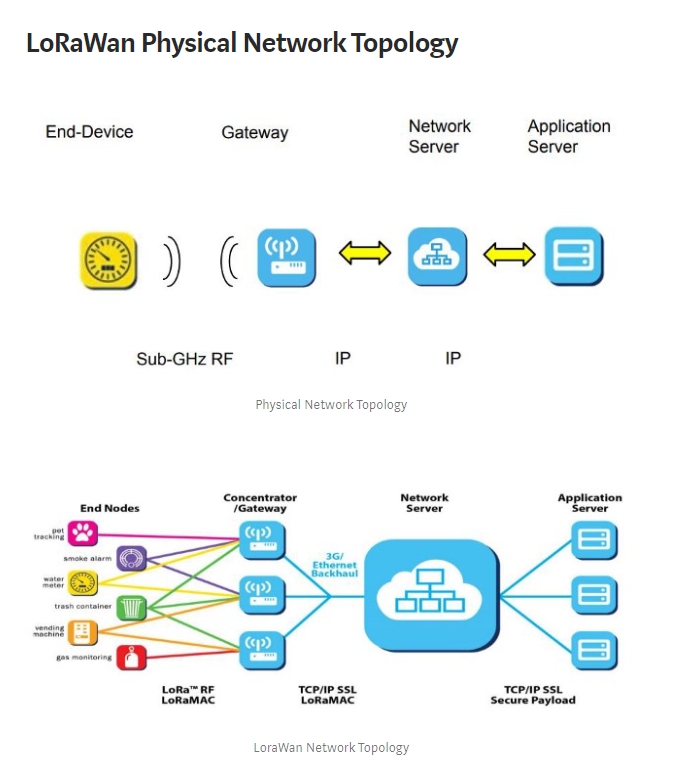 LoRaWan Physical Network Topology
End-Device
Gateway
Network
Server
Application
Server
Sub-GHz RF
IP
IP
Physical Network Topology
End Nodes
Concentrator
/Gateway
Network
Server
Application
Server
pet
tracking
smoke alarm
water
meter
trash container
vending
machine
gas monitoring
3G/
Ethernet
Backhaul
LoRa™ RF
LoRaMAC
TCP/IP SSL
LoRaMAC
TCP/IP SSL
Secure Payload
LoraWan Network Topology